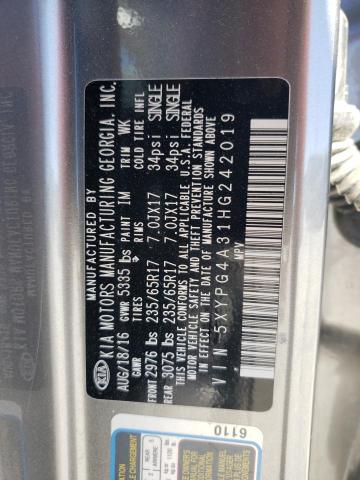 MANUFACTURED BY
KIA MOTORS MANUFACTURING GEORGIA, INC.
AUG/18/16 GVWR 5335 lbs PAINT IM TRIM WK
TIRES RIMS COLD TIRE INFL
FRONT 2976 lbs 235/65R17 7.0JX17 34psi SINGLE
REAR 3075 lbs 235/65R17 7.0JX17 34psi SINGLE
THIS VEHICLE CONFORMS TO ALL APPLICABLE U.S. FEDERAL
MOTOR VEHICLE SAFETY, BUMPER, AND THEFT PREVENTION STANDARDS
IN EFFECT ON THE DATE OF MANUFACTURE SHOWN ABOVE
VIN 5XYPG4A31HG242019
MPV
KIA
6110
REAR